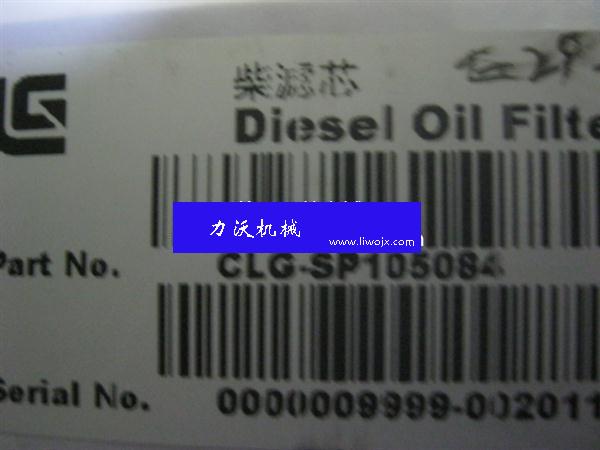 柴滤芯
Diesel Oil Filte
力沃机械
www.liwojx.com
Part No. CLG-SP105084
Serial No. 0000009999-002011